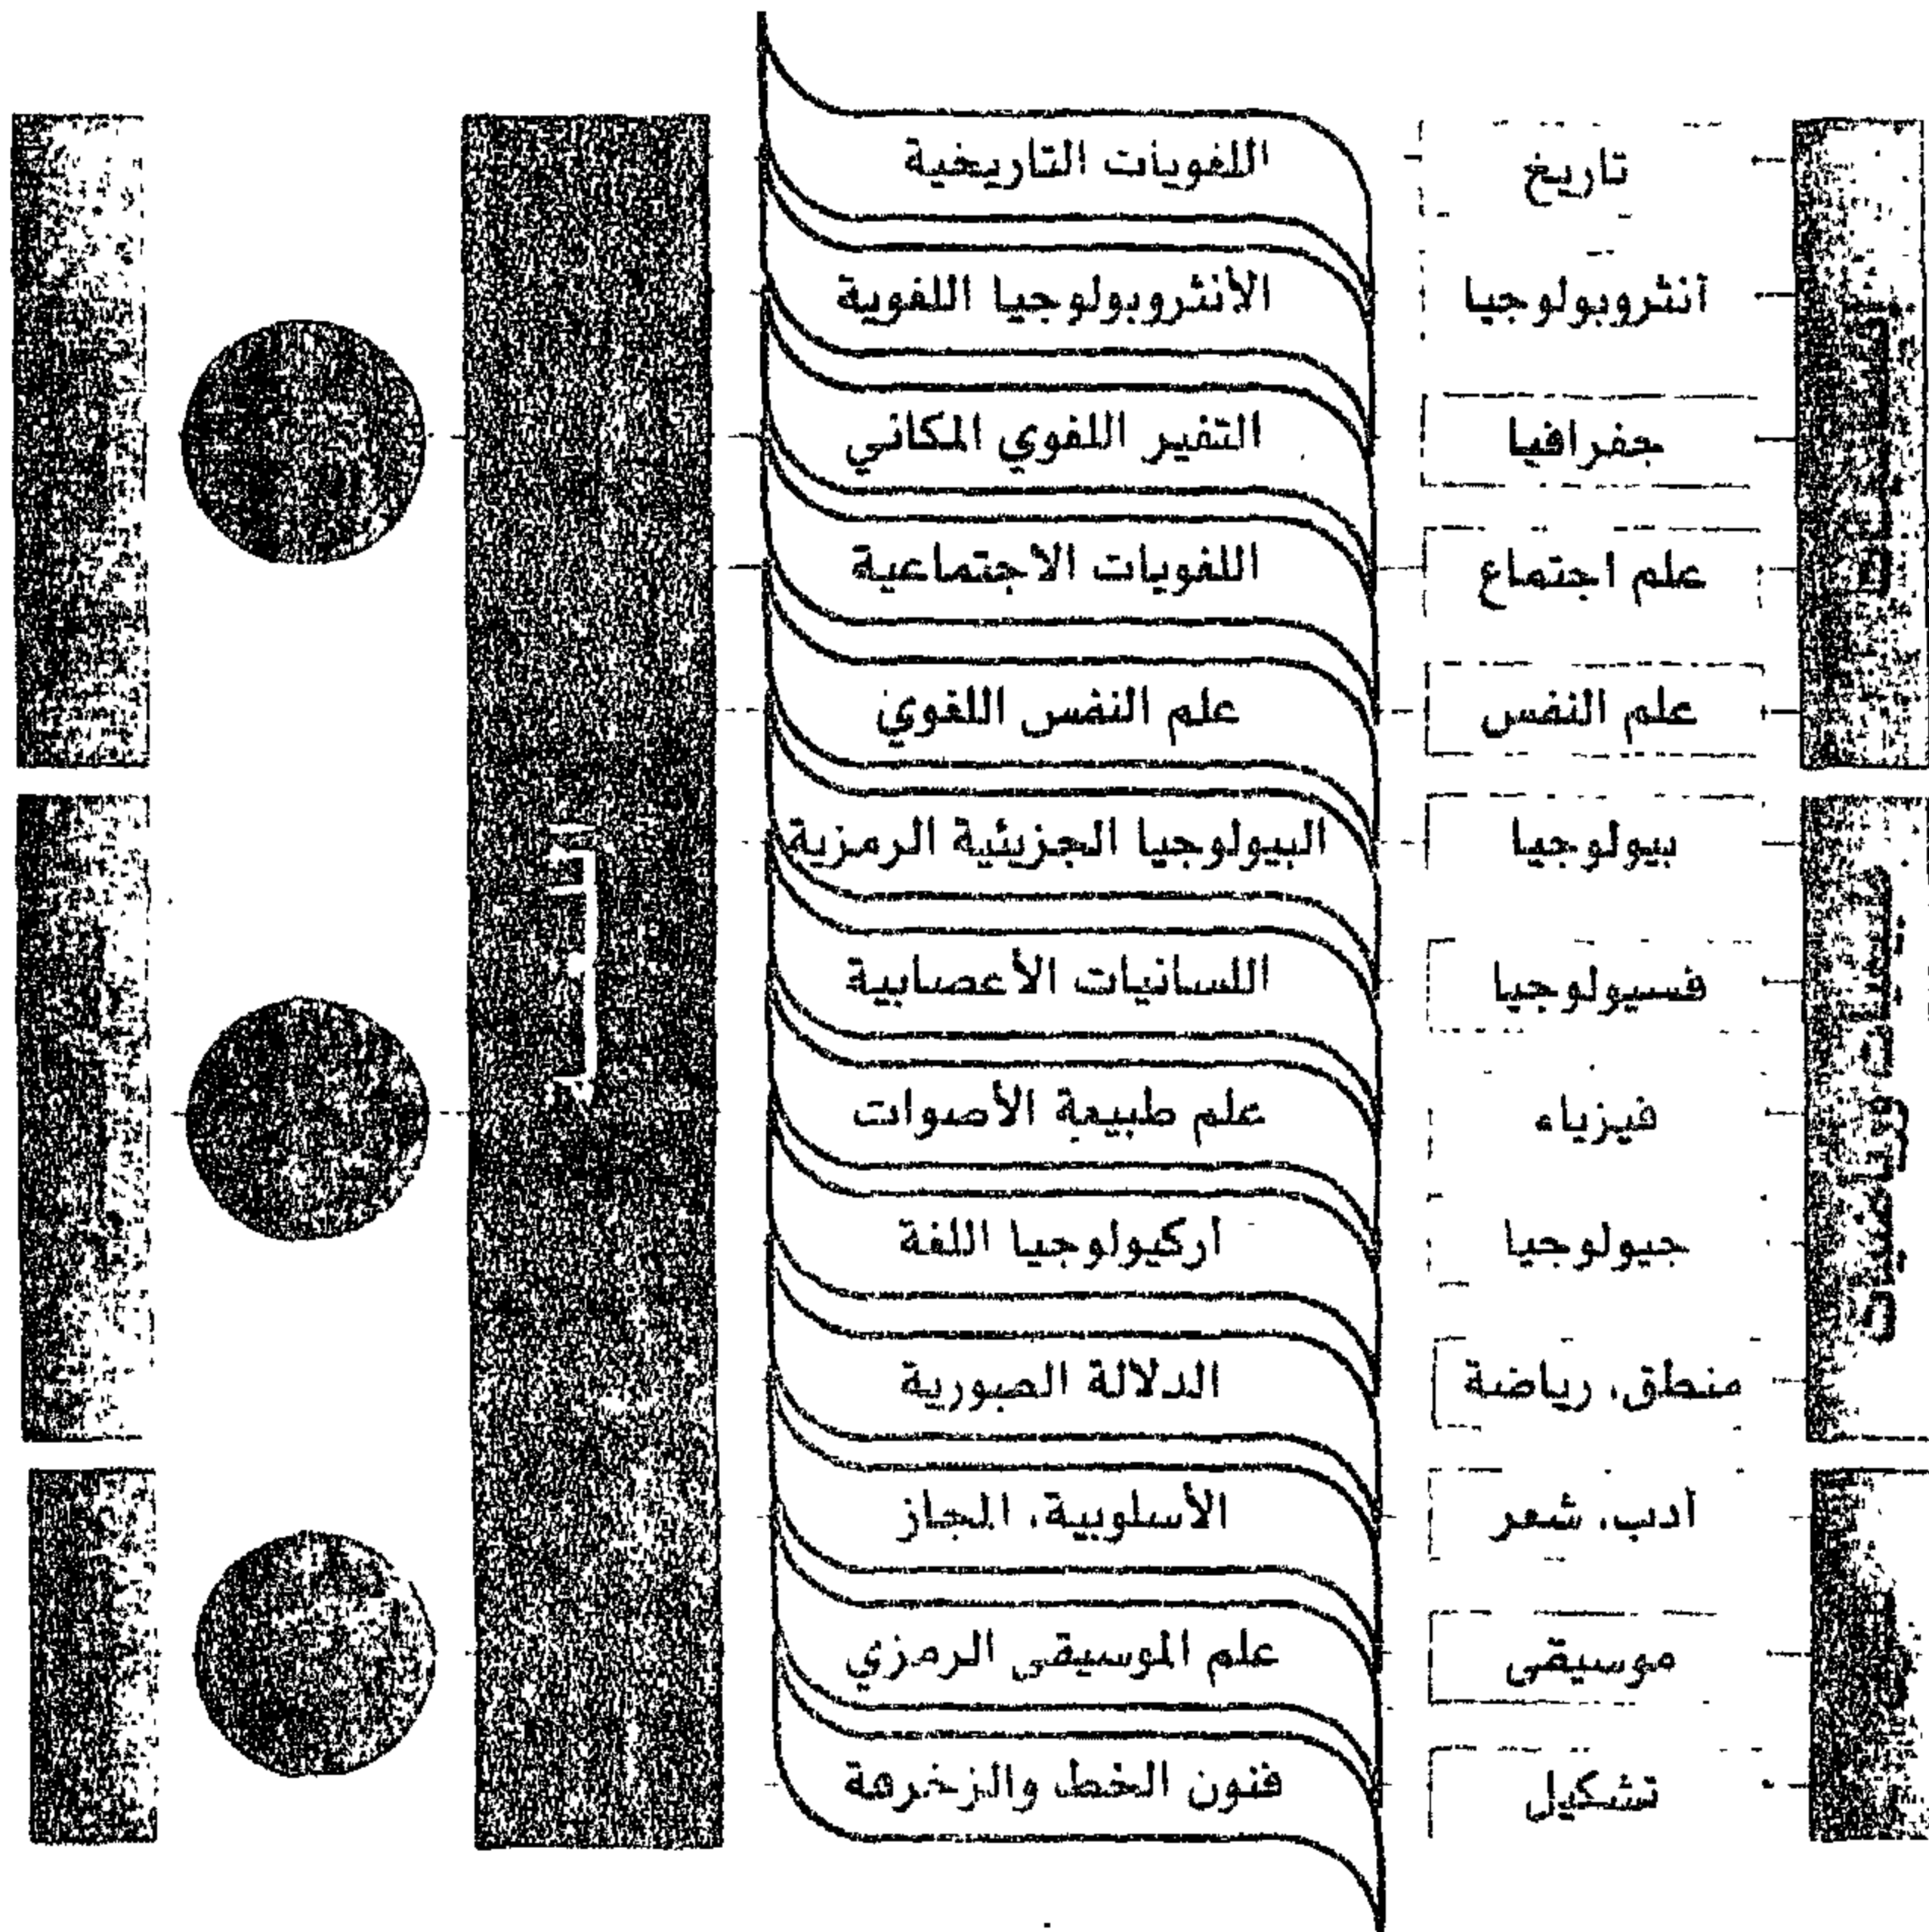 تاريخ
اللغويات التاريخية
أنثروبولوجيا
الأنثروبولوجيا اللغوية
جغرافيا
التغير اللغوي المكاني
علم اجتماع
اللغويات الاجتماعية
علم النفس
علم النفس اللغوي
بيولوجيا
البيولوجيا الجزيئية الرمزية
فسيولوجيا
اللسانيات الأعصابية
فيزياء
علم طبيعة الأصوات
جيولوجيا
أركيولوجيا اللغة
منطق، رياضة
الدلالة الصورية
أدب، شعر
الأسلوبية، المجاز
موسيقى
علم الموسيقى الرمزي
تشكيل
فنون الخط والزخرفة